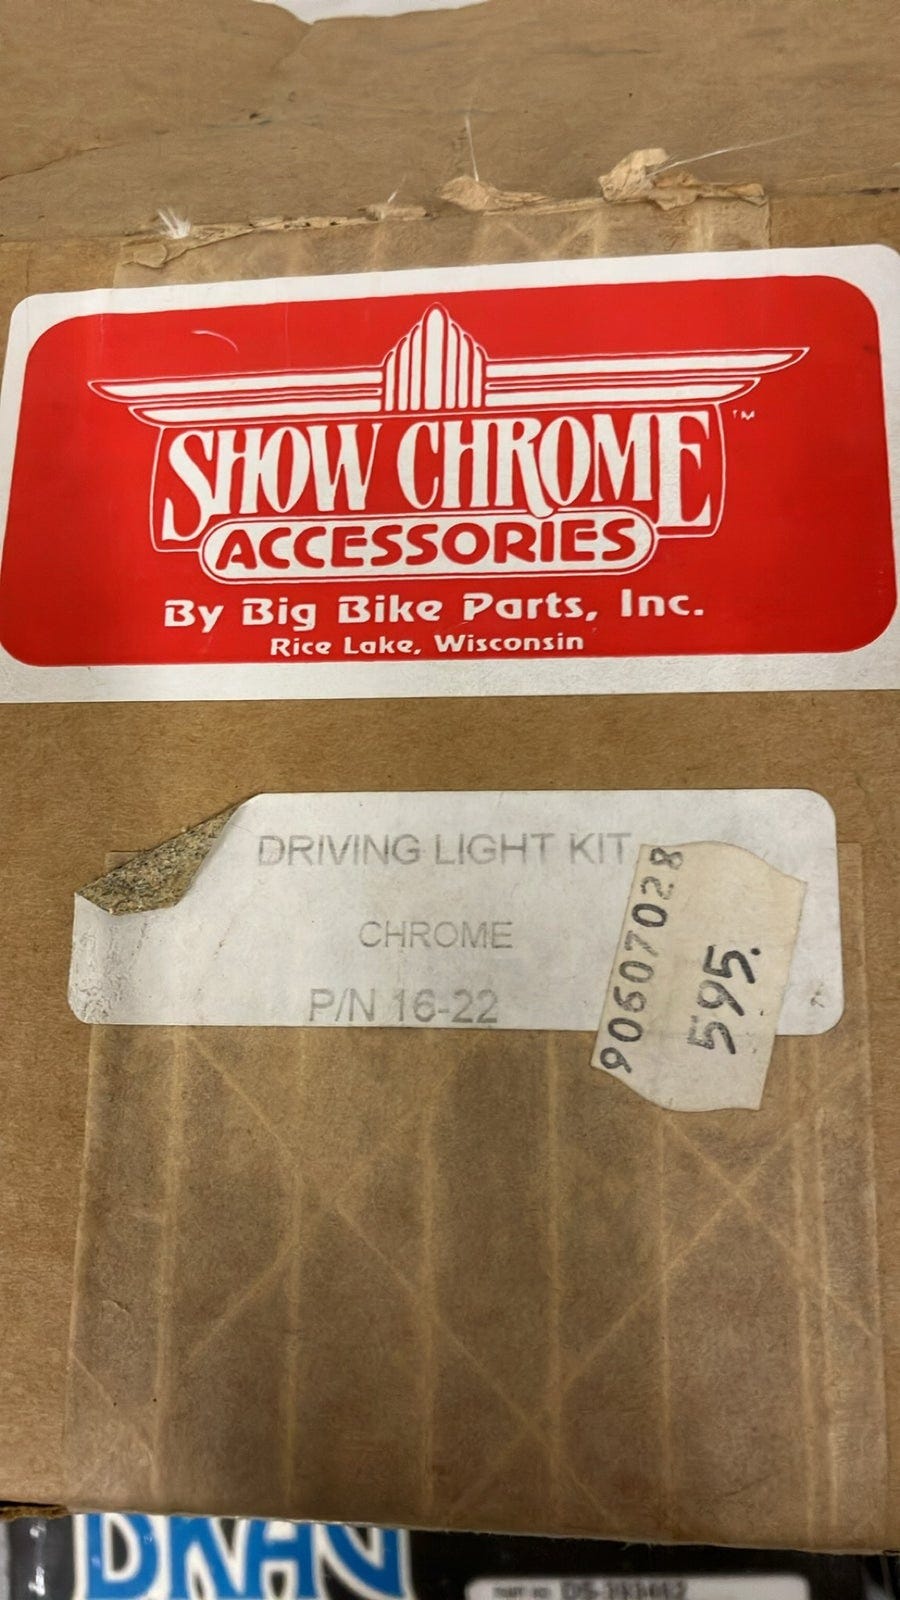 SHOW CHROME
™
ACCESSORIES
By Big Bike Parts, Inc.
Rice Lake, Wisconsin
DRIVING LIGHT KIT
CHROME
P/N 16-22
90607028
595.